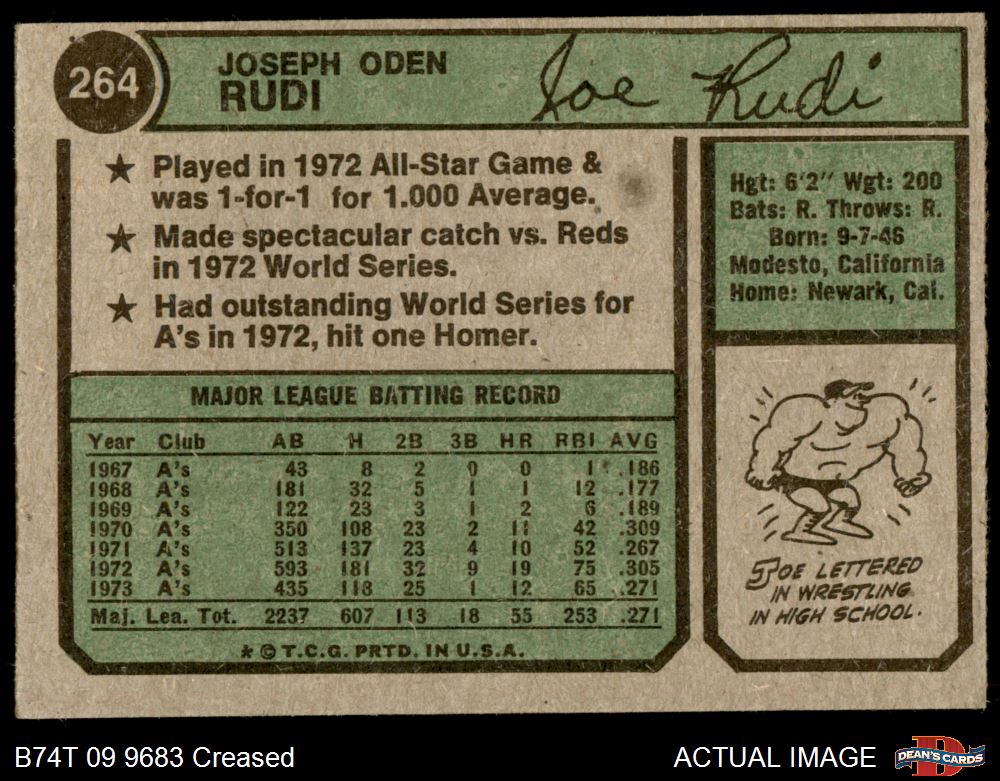 264
JOSEPH ODEN
RUDI
Joe Rudi
★ Played in 1972 All-Star Game &
was 1-for-1 for 1.000 Average.
★ Made spectacular catch vs. Reds
in 1972 World Series.
★ Had outstanding World Series for
A's in 1972, hit one Homer.
Hgt: 6'2" Wgt: 200
Bats: R. Throws: R.
Born: 9-7-46
Modesto, California
Home: Newark, Cal.
MAJOR LEAGUE BATTING RECORD
Year Club AB H 2B 3B HR RBI AVG
1967 A's 43 8 2 0 0 1 .186
1968 A's 181 32 5 1 1 12 .177
1969 A's 122 23 3 1 2 6 .189
1970 A's 350 108 23 2 11 42 .309
1971 A's 513 137 23 4 10 52 .267
1972 A's 593 181 32 9 19 75 .305
1973 A's 435 118 25 1 12 65 .271
Maj. Lea. Tot. 2237 607 113 18 55 253 .271
* © T.C.G. PRTD. IN U.S.A.
JOE LETTERED
IN WRESTLING
IN HIGH SCHOOL.
B74T 09 9683 Creased
ACTUAL IMAGE
D
DEAN'S CARDS